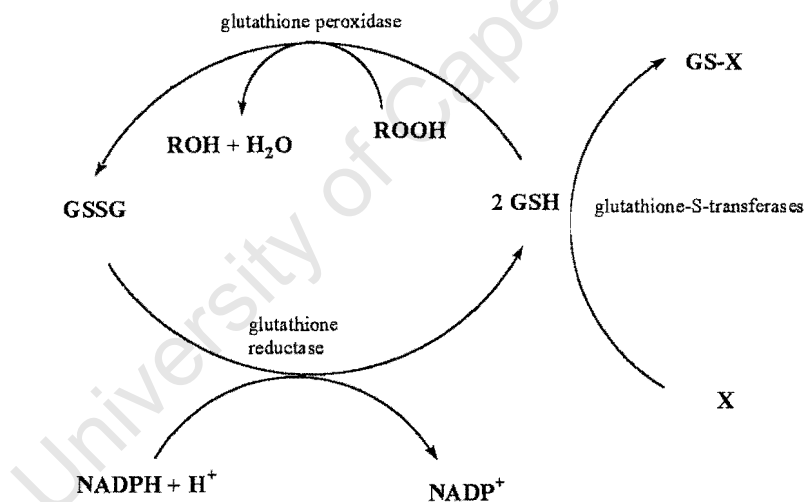 glutathione peroxidase
GS-X
ROH + H₂O
ROOH
GSSG
2 GSH
glutathione-S-transferases
glutathione
reductase
X
NADPH + H⁺
NADP⁺
University of Cape